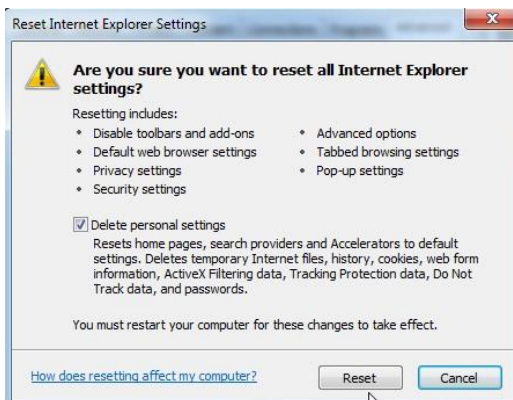 Reset Internet Explorer Settings
Are you sure you want to reset all Internet Explorer
settings?
Resetting includes:
• Disable toolbars and add-ons
• Default web browser settings
• Privacy settings
• Security settings
• Advanced options
• Tabbed browsing settings
• Pop-up settings
Delete personal settings
Resets home pages, search providers and Accelerators to default
settings. Deletes temporary Internet files, history, cookies, web form
information, ActiveX Filtering data, Tracking Protection data, Do Not
Track data, and passwords.
You must restart your computer for these changes to take effect.
How does resetting affect my computer?
Reset
Cancel